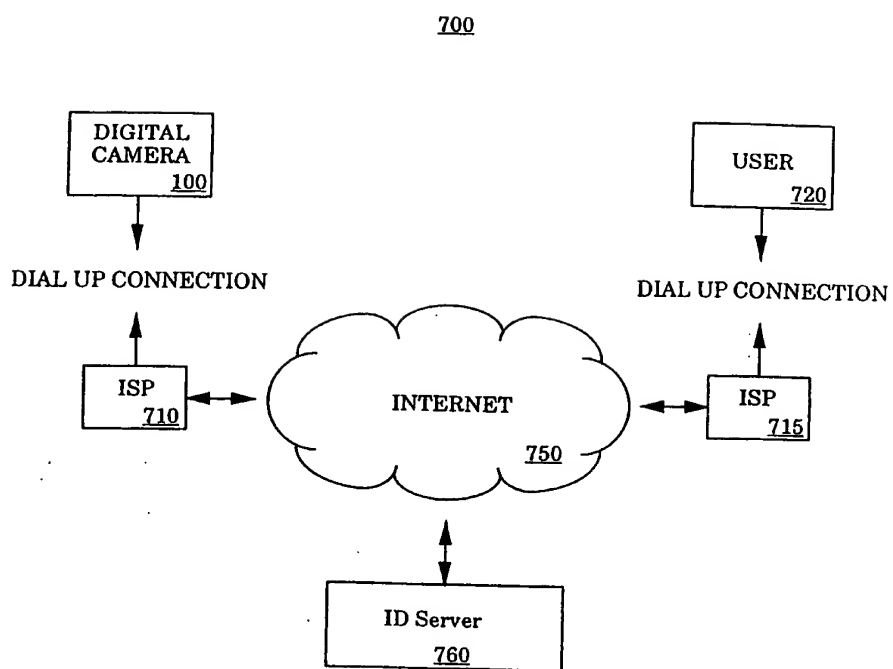 700
DIGITAL
CAMERA
100
USER
720
DIAL UP CONNECTION
DIAL UP CONNECTION
ISP
710
INTERNET
750
ISP
715
ID Server
760